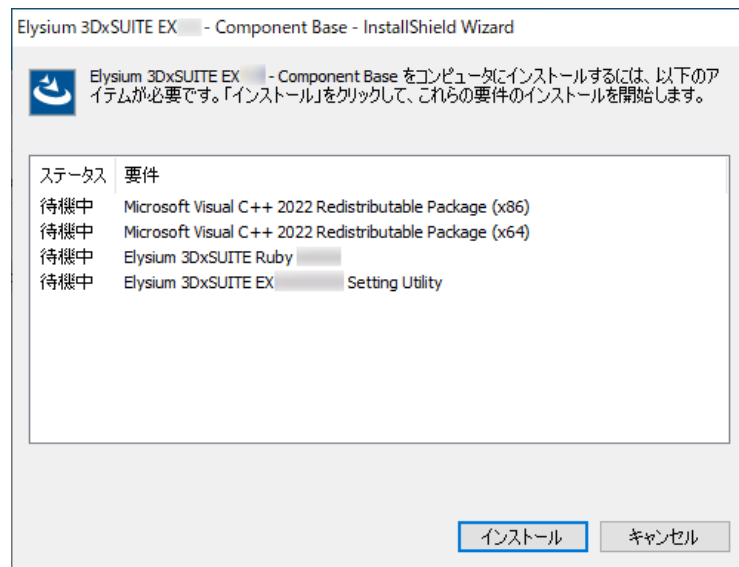 Elysium 3DxSUITE EX - Component Base - InstallShield Wizard
Elysium 3DxSUITE EX - Component Base をコンピュータにインストールするには、以下のア
イテムが必要です。「インストール」をクリックして、これらの要件のインストールを開始します。
ステータス 要件
待機中 Microsoft Visual C++ 2022 Redistributable Package (x86)
待機中 Microsoft Visual C++ 2022 Redistributable Package (x64)
待機中 Elysium 3DxSUITE Ruby
待機中 Elysium 3DxSUITE EX Setting Utility
インストール キャンセル